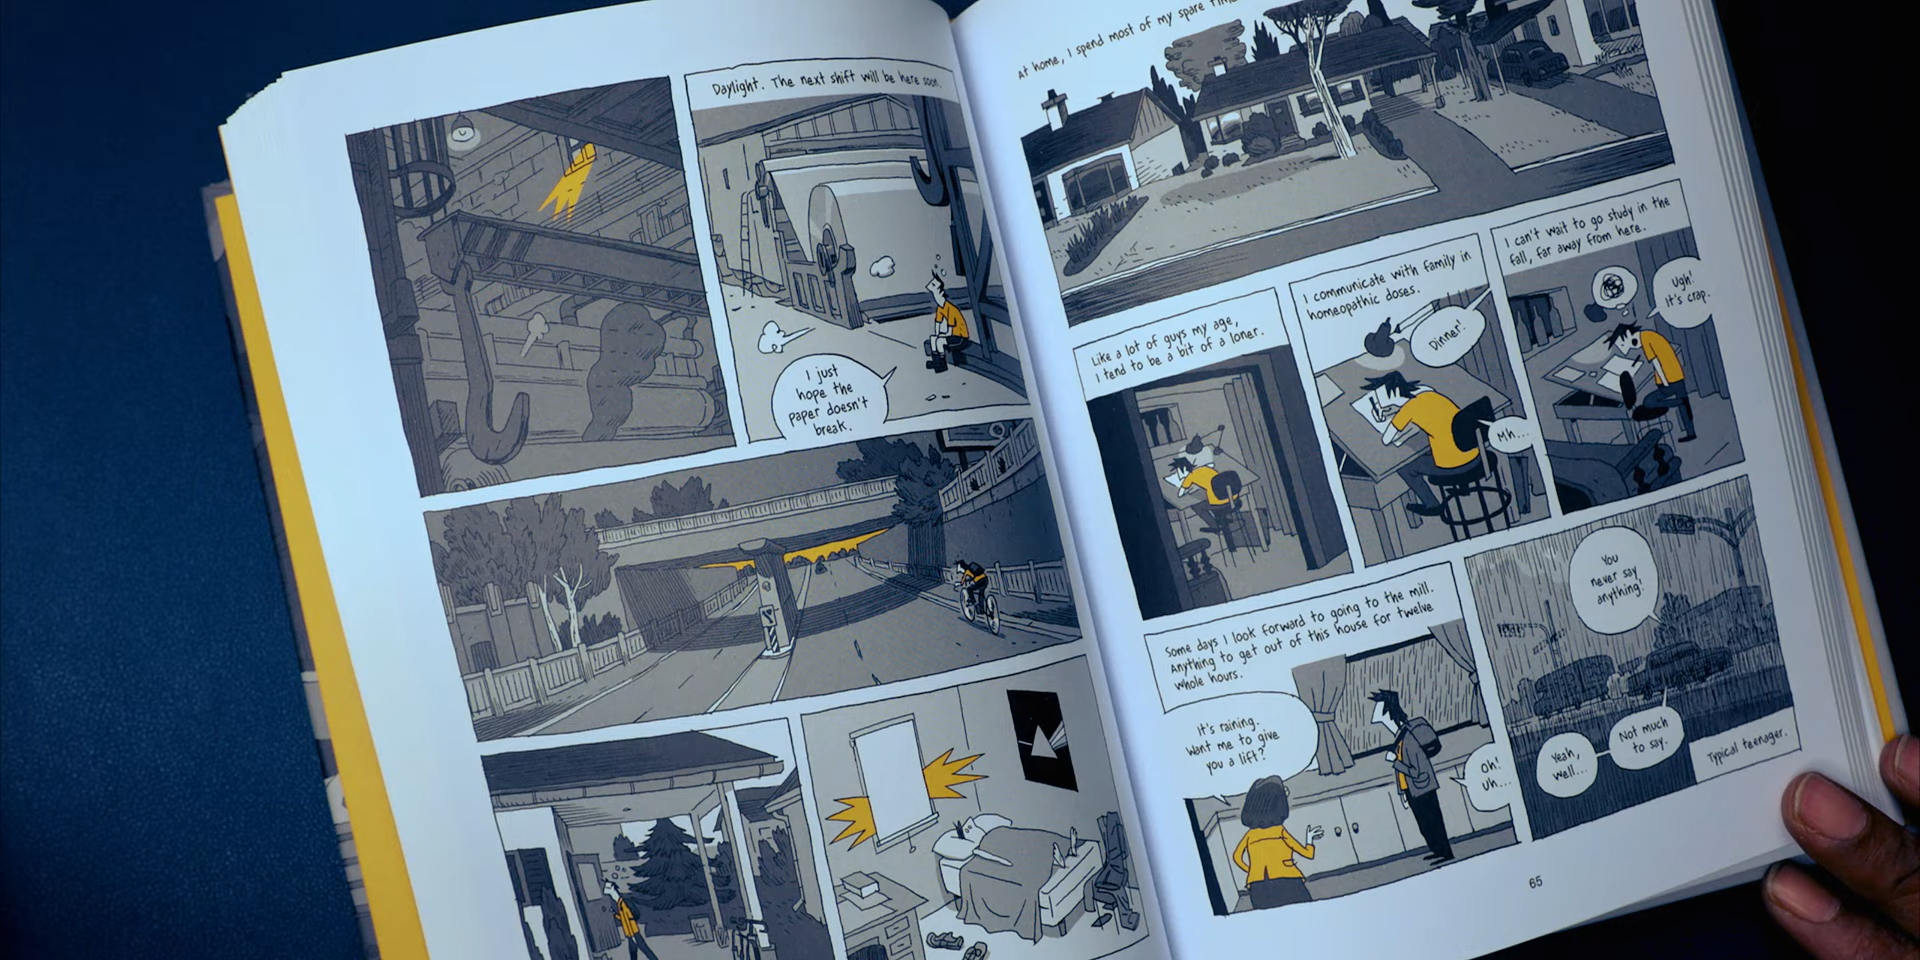 Daylight. The next shift will be here soon.
I just
hope the
paper doesn't
break.
At home, I spend most of my spare time
Like a lot of guys my age,
I tend to be a bit of a loner.
I communicate with family in
homeopathic doses.
Dinner!
Mh...
I can't wait to go study in the
fall, far away from here.
Ugh!
It's crap.
Some days I look forward to going to the mill.
Anything to get out of this house for twelve
whole hours.
It's raining.
Want me to give
you a lift?
Oh!
Uh...
You
never say
anything!
Yeah,
well...
Not much
to say.
Typical teenager.
65